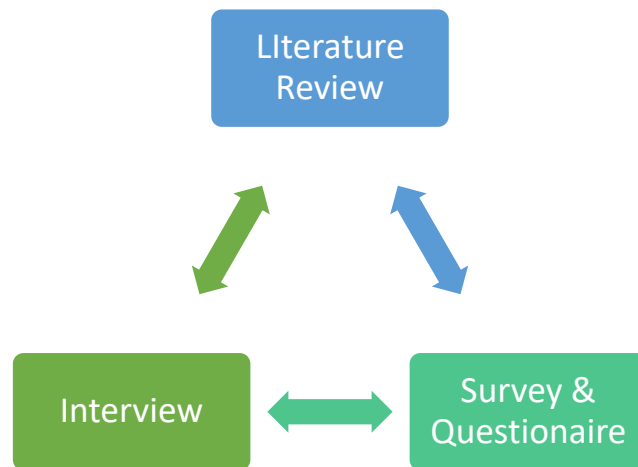 LIterature
Review
Interview
Survey &
Questionaire